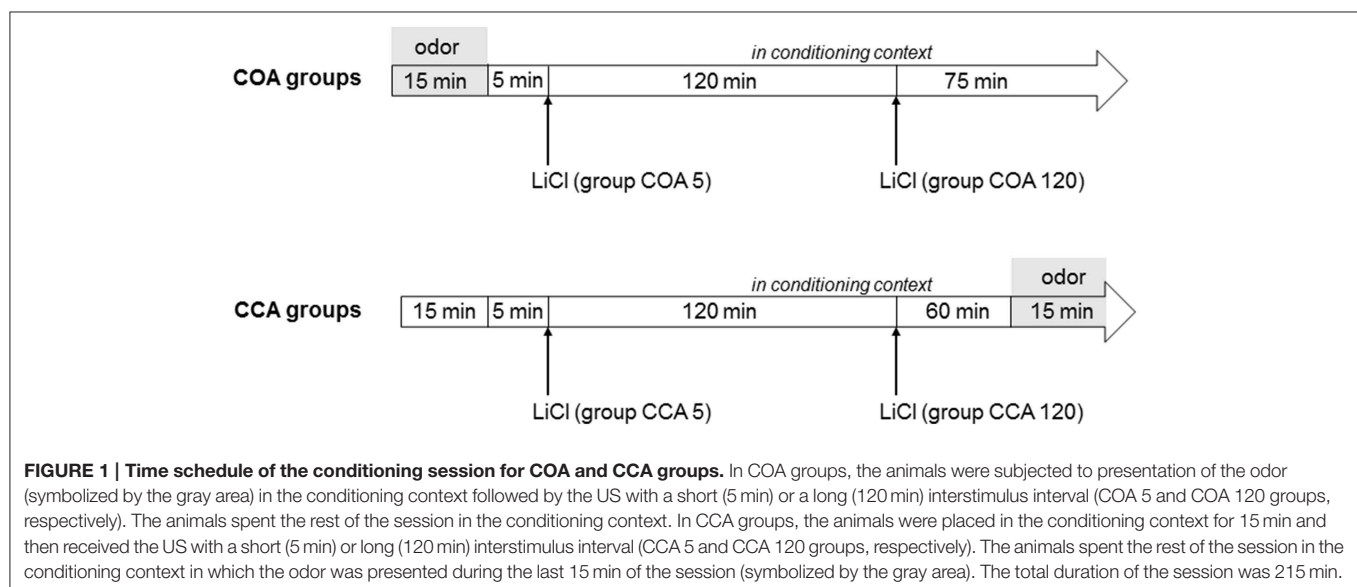 odor
in conditioning context
COA groups
15 min 5 min 120 min 75 min
LiCl (group COA 5) LiCl (group COA 120)
odor
in conditioning context
CCA groups
15 min 5 min 120 min 60 min 15 min
LiCl (group CCA 5) LiCl (group CCA 120)
FIGURE 1 | Time schedule of the conditioning session for COA and CCA groups. In COA groups, the animals were subjected to presentation of the odor
(symbolized by the gray area) in the conditioning context followed by the US with a short (5 min) or a long (120 min) interstimulus interval (COA 5 and COA 120 groups,
respectively). The animals spent the rest of the session in the conditioning context. In CCA groups, the animals were placed in the conditioning context for 15 min and
then received the US with a short (5 min) or long (120 min) interstimulus interval (CCA 5 and CCA 120 groups, respectively). The animals spent the rest of the session in the
conditioning context in which the odor was presented during the last 15 min of the session (symbolized by the gray area). The total duration of the session was 215 min.